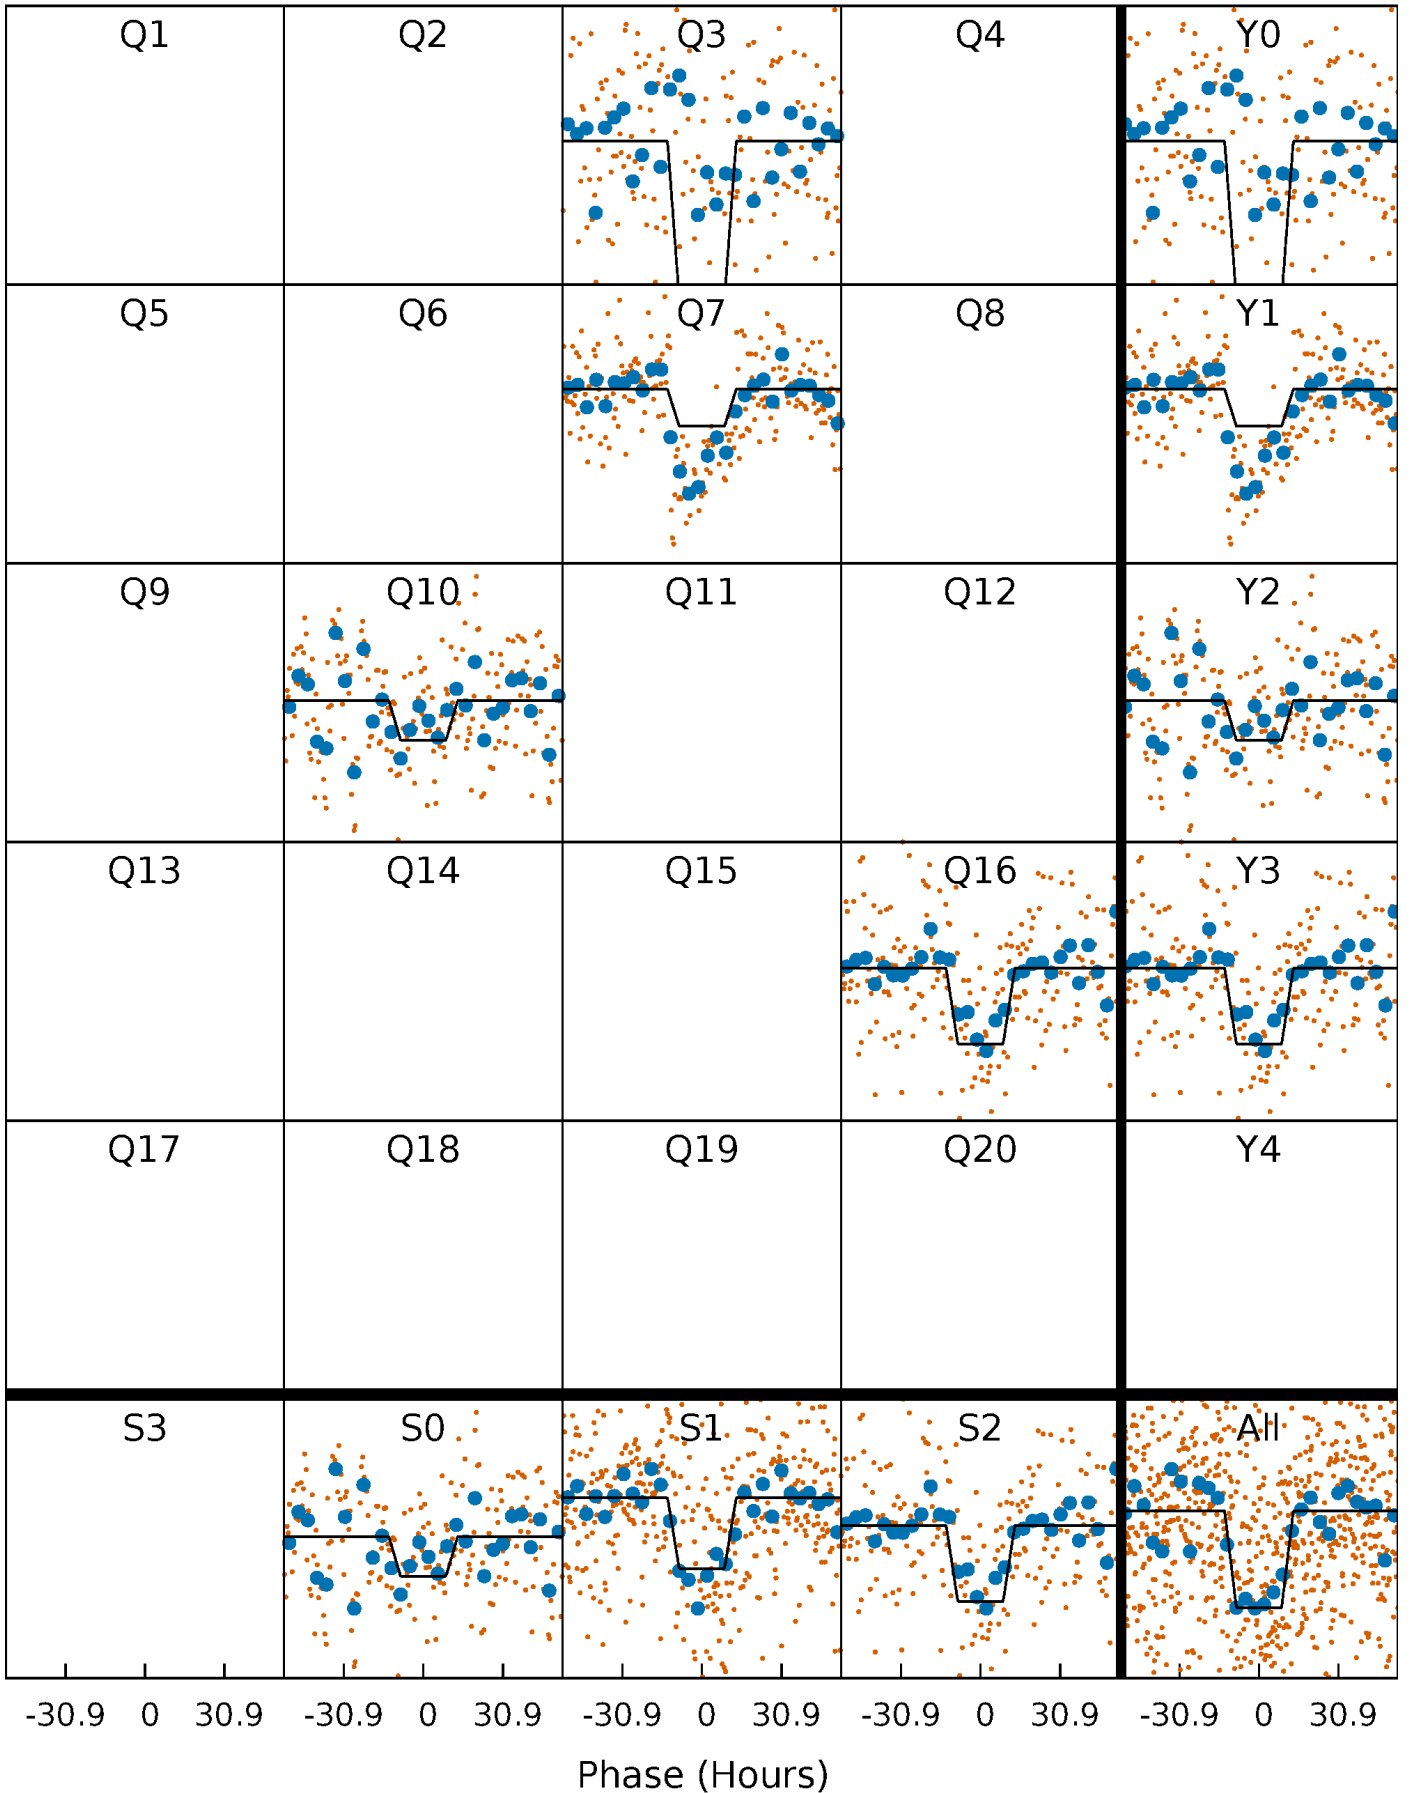 Q1 Q2 Q3 Q4 Y0
Q5 Q6 Q7 Q8 Y1
Q9 Q10 Q11 Q12 Y2
Q13 Q14 Q15 Q16 Y3
Q17 Q18 Q19 Q20 Y4
S3 S0 S1 S2 All
-30.9 0 30.9 -30.9 0 30.9 -30.9 0 30.9 -30.9 0 30.9 -30.9 0 30.9
Phase (Hours)